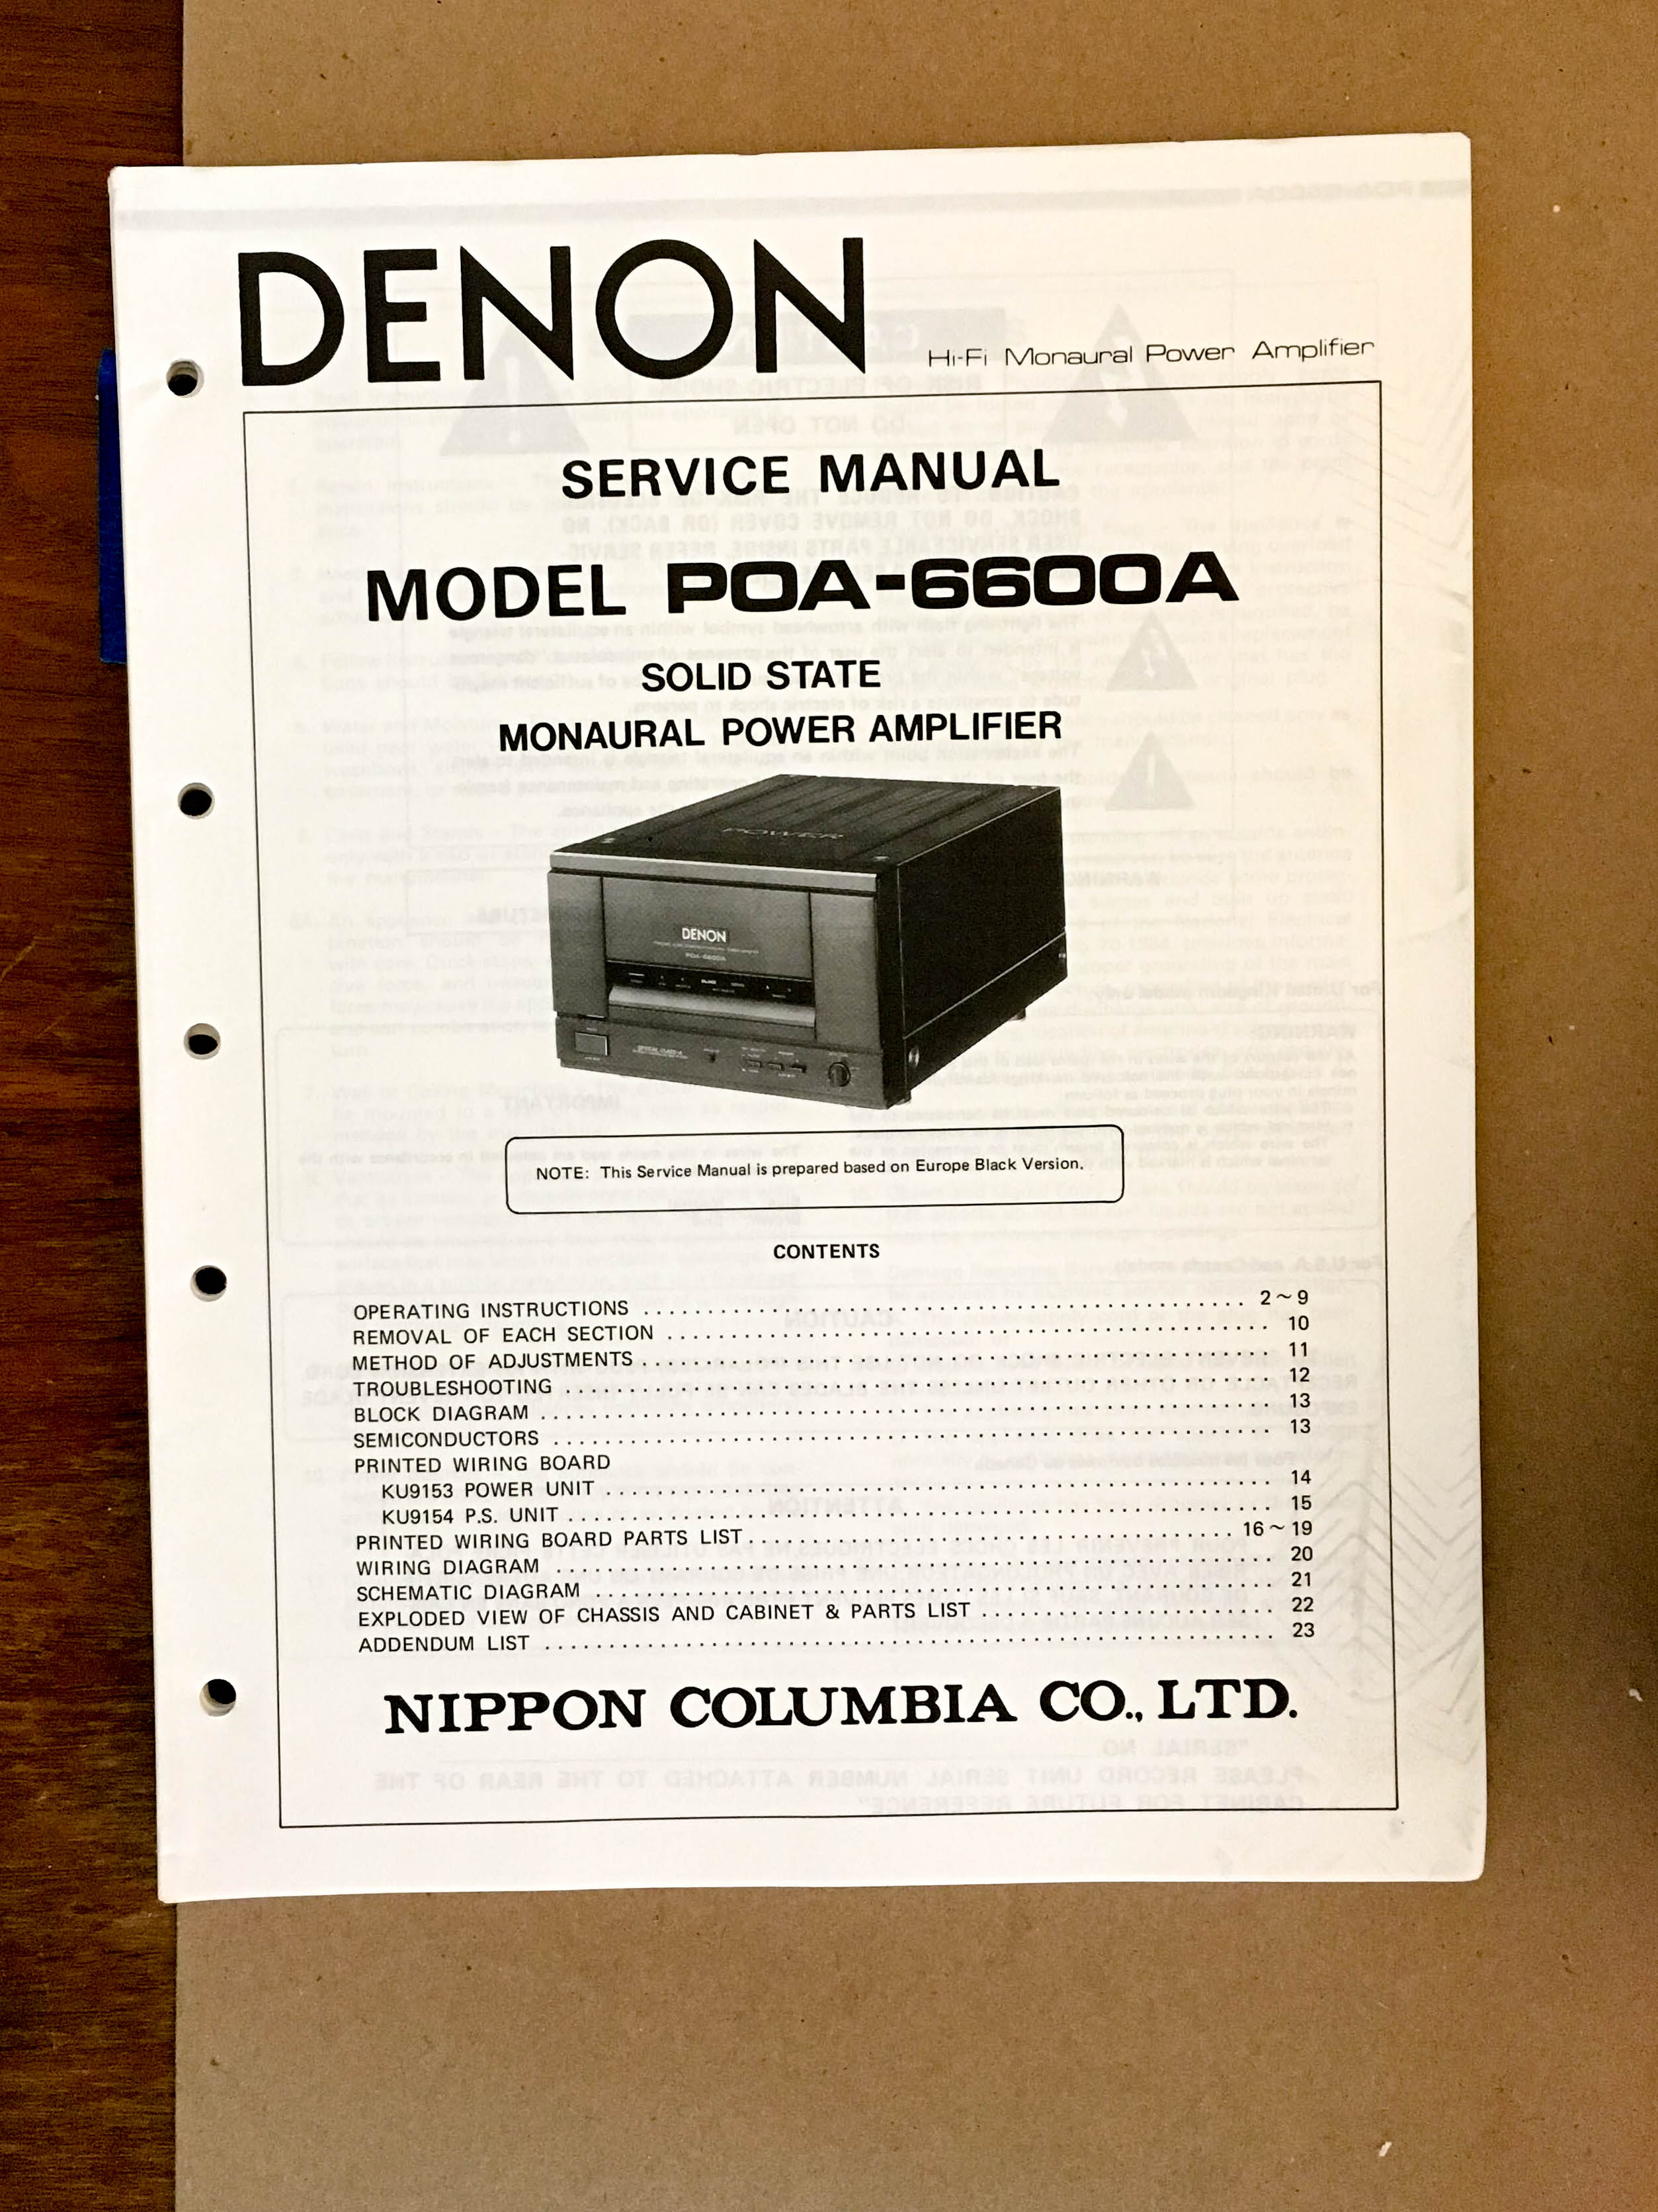 DENON
Hi-Fi Monaural Power Amplifier
SERVICE MANUAL
MODEL POA-6600A
SOLID STATE
MONAURAL POWER AMPLIFIER
POWER
DENON
POA-6600A
NOTE: This Service Manual is prepared based on Europe Black Version.
CONTENTS
OPERATING INSTRUCTIONS 2~9
REMOVAL OF EACH SECTION 10
METHOD OF ADJUSTMENTS 11
TROUBLESHOOTING 12
BLOCK DIAGRAM 13
SEMICONDUCTORS 13
PRINTED WIRING BOARD
KU9153 POWER UNIT 14
KU9154 P.S. UNIT 15
PRINTED WIRING BOARD PARTS LIST 16~19
WIRING DIAGRAM 20
SCHEMATIC DIAGRAM 21
EXPLODED VIEW OF CHASSIS AND CABINET & PARTS LIST 22
ADDENDUM LIST 23
NIPPON COLUMBIA CO., LTD.